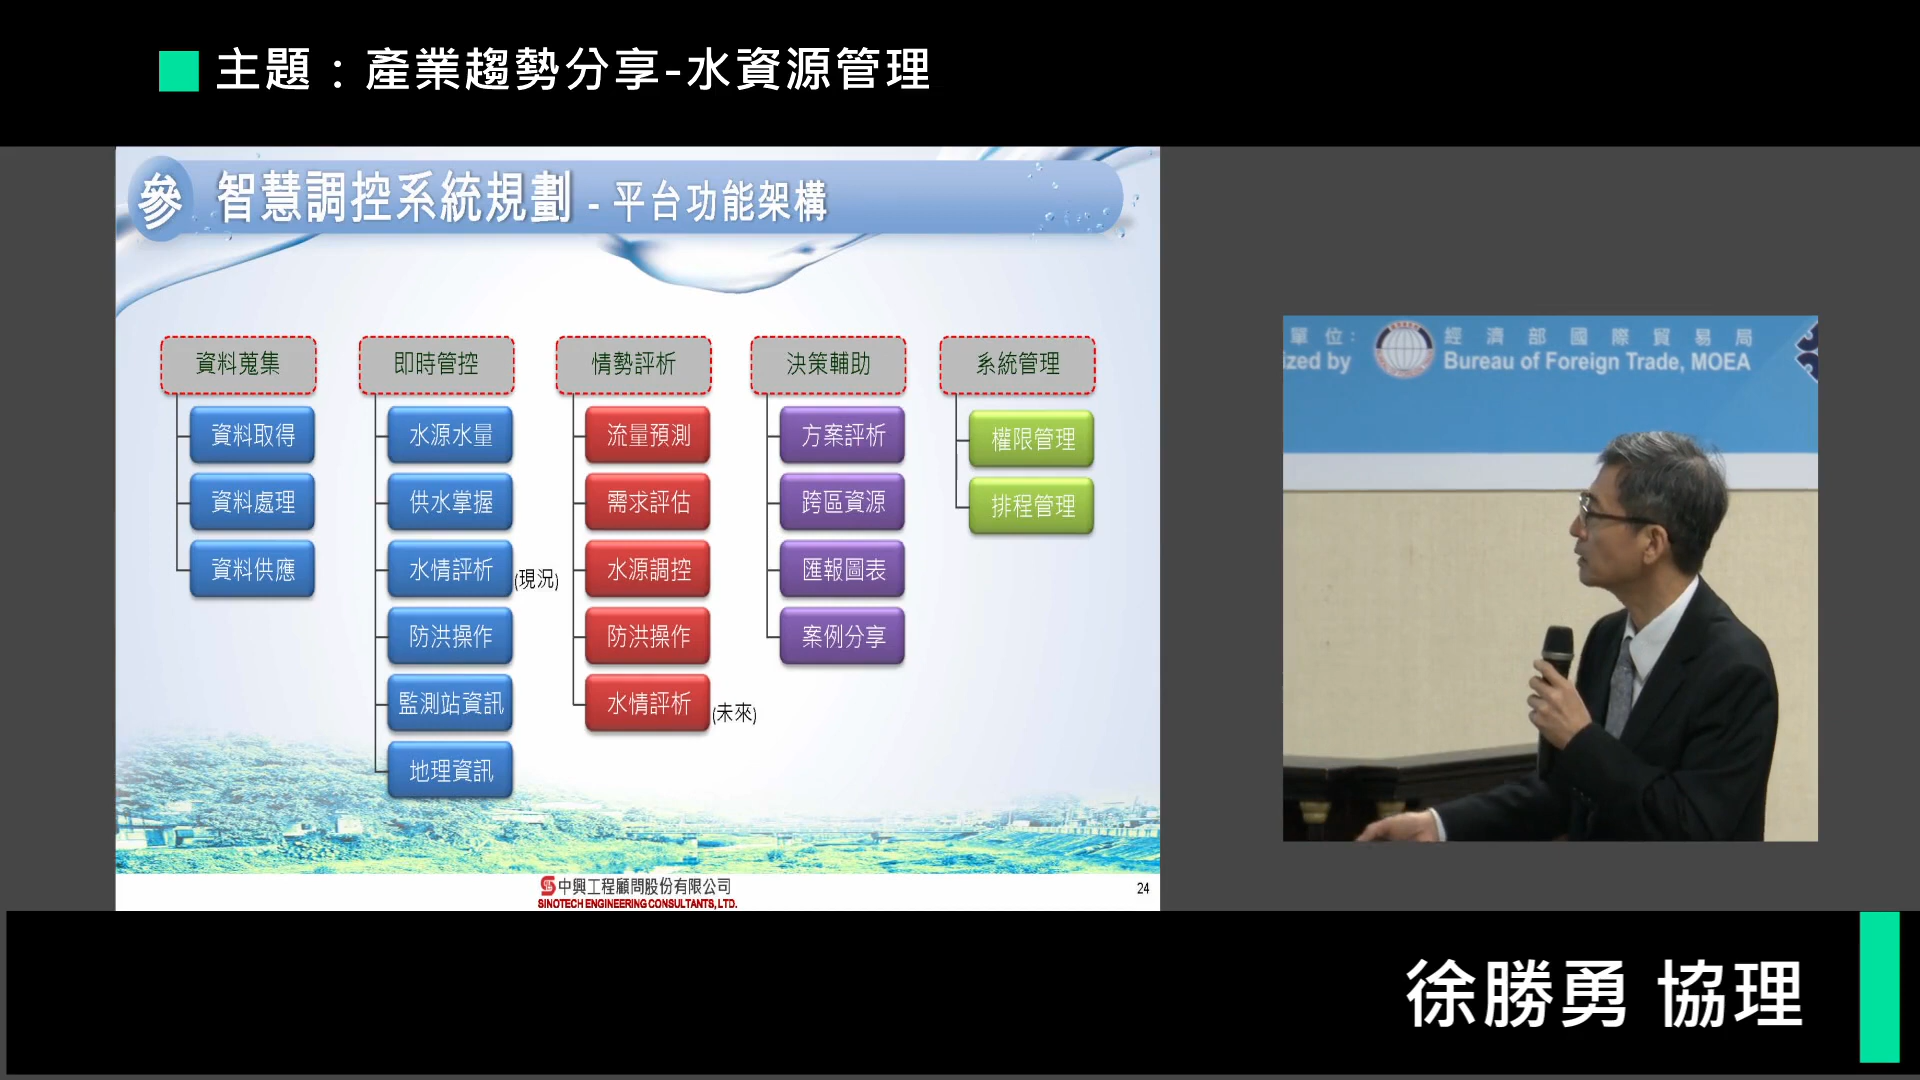 主題：產業趨勢分享-水資源管理
參 智慧調控系統規劃 - 平台功能架構
資料蒐集
資料取得
資料處理
資料供應
即時管控
水源水量
供水掌握
水情評析 (現況)
防洪操作
監測站資訊
地理資訊
情勢評析
流量預測
需求評估
水源調控
防洪操作
水情評析 (未來)
決策輔助
方案評析
跨區資源
匯報圖表
案例分享
系統管理
權限管理
排程管理
中興工程顧問股份有限公司
SINOTECH ENGINEERING CONSULTANTS, LTD.
24
單位：經濟部國際貿易局
ized by Bureau of Foreign Trade, MOEA
徐勝勇 協理